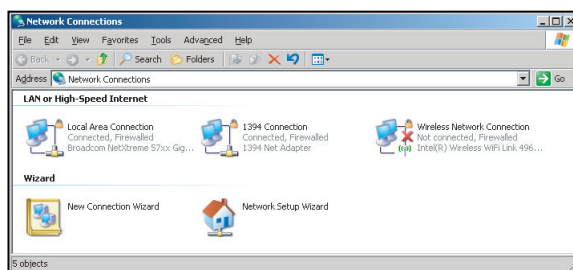 Network Connections
File Edit View Favorites Tools Advanced Help
Back Search Folders
Address Network Connections Go
LAN or High-Speed Internet
Local Area Connection 1394 Connection Wireless Network Connection
Connected, Firewalled Connected, Firewalled Not connected, Firewalled
Broadcom NetXtreme 57xx Gig... 1394 Net Adapter Intel(R) Wireless WiFi Link 496...
Wizard
New Connection Wizard Network Setup Wizard
5 objects